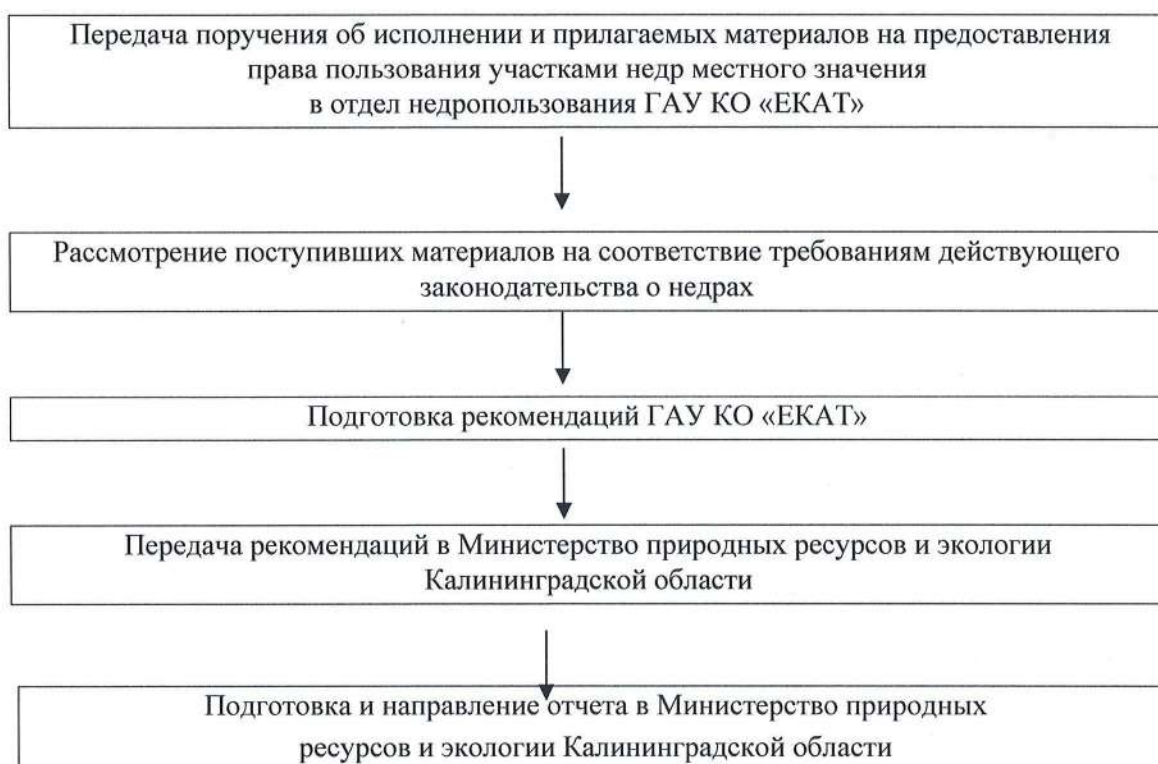 Передача поручения об исполнении и прилагаемых материалов на предоставления
права пользования участками недр местного значения
в отдел недропользования ГАУ КО «ЕКАТ»
Рассмотрение поступивших материалов на соответствие требованиям действующего
законодательства о недрах
Подготовка рекомендаций ГАУ КО «ЕКАТ»
Передача рекомендаций в Министерство природных ресурсов и экологии
Калининградской области
Подготовка и направление отчета в Министерство природных
ресурсов и экологии Калининградской области